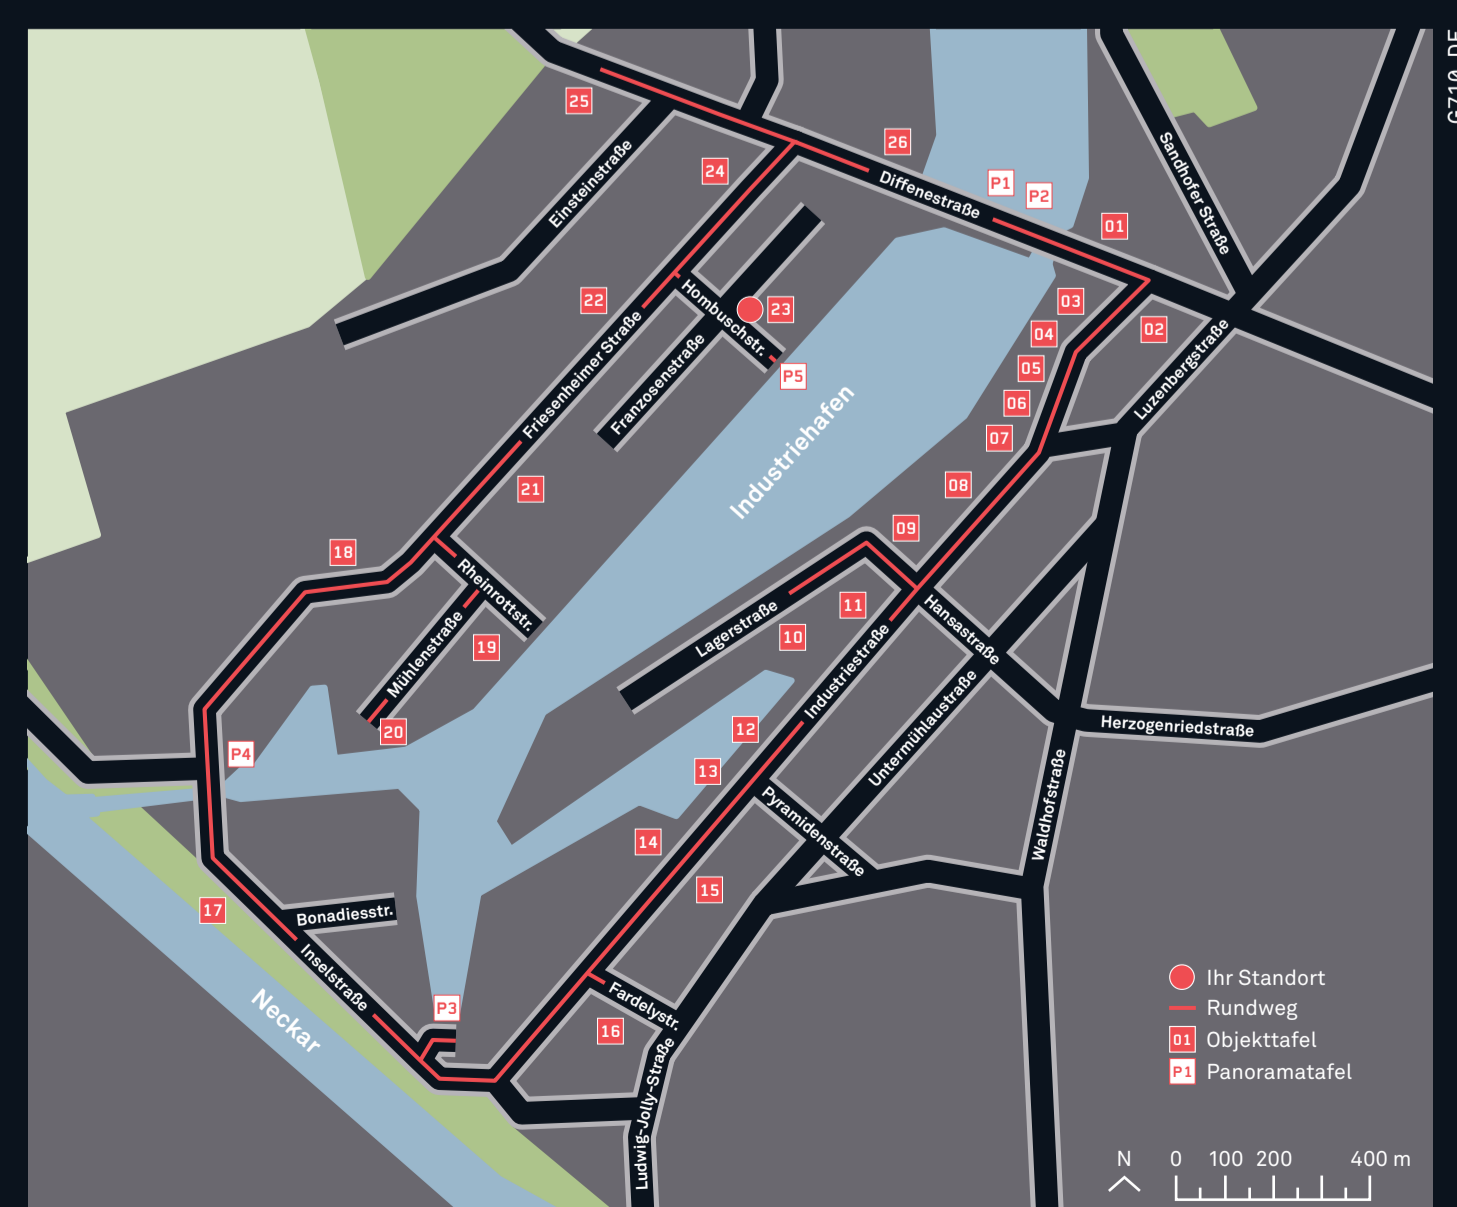 G710 DE
25
24
26
Diffenestraße
P1
P2
01
Sandhofer Straße
Einsteinstraße
22
Hombuschstr.
23
P5
03
02
04
05
06
07
Luzenbergstraße
Friesenheimer Straße
Franzosenstraße
Industriehafen
21
08
09
18
Rheinrottstr.
Mühlenstraße
19
20
Lagerstraße
11
10
Hansastraße
Industriestraße
Untermühlaustraße
Herzogenriedstraße
12
13
P4
Pyramidenstraße
Waldhofstraße
14
15
17
Bonadiesstr.
Inselstraße
Neckar
P3
Fardelystr.
16
Ludwig-Jolly-Straße
Ihr Standort
Rundweg
01 Objekttafel
P1 Panoramatafel
N 0 100 200 400 m